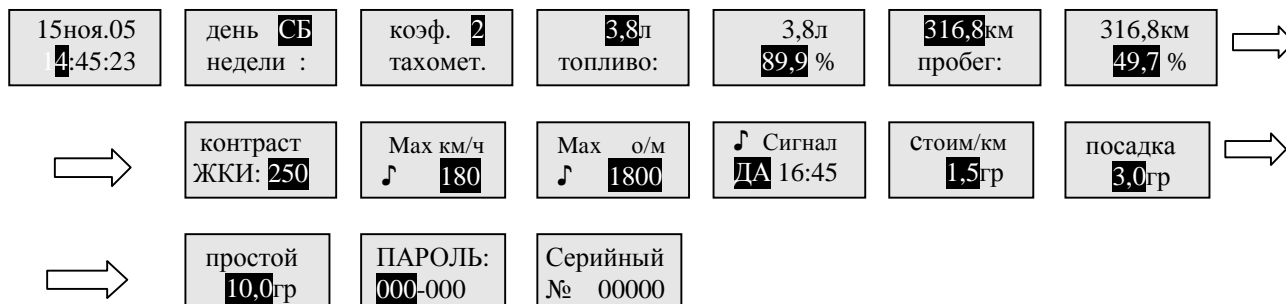 15ноя.05
14:45:23
день СБ
недели :
коэф. 2
тахомет.
3,8л
топливо:
3,8л
89,9 %
316,8км
пробег:
316,8км
49,7 %
контраст
ЖКИ: 250
Max км/ч
♪ 180
Max о/м
♪ 1800
♪ Сигнал
ДА 16:45
стоим/км
1,5гр
посадка
3,0гр
простой
10,0гр
ПАРОЛЬ:
000-000
Серийный
№ 00000